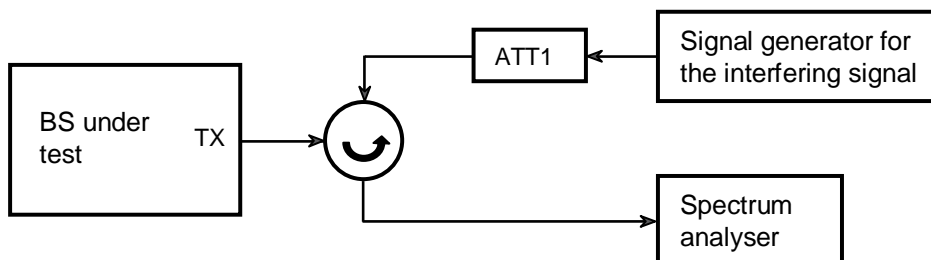 BS under
test
TX
ATT1
Signal generator for
the interfering signal
Spectrum
analyser